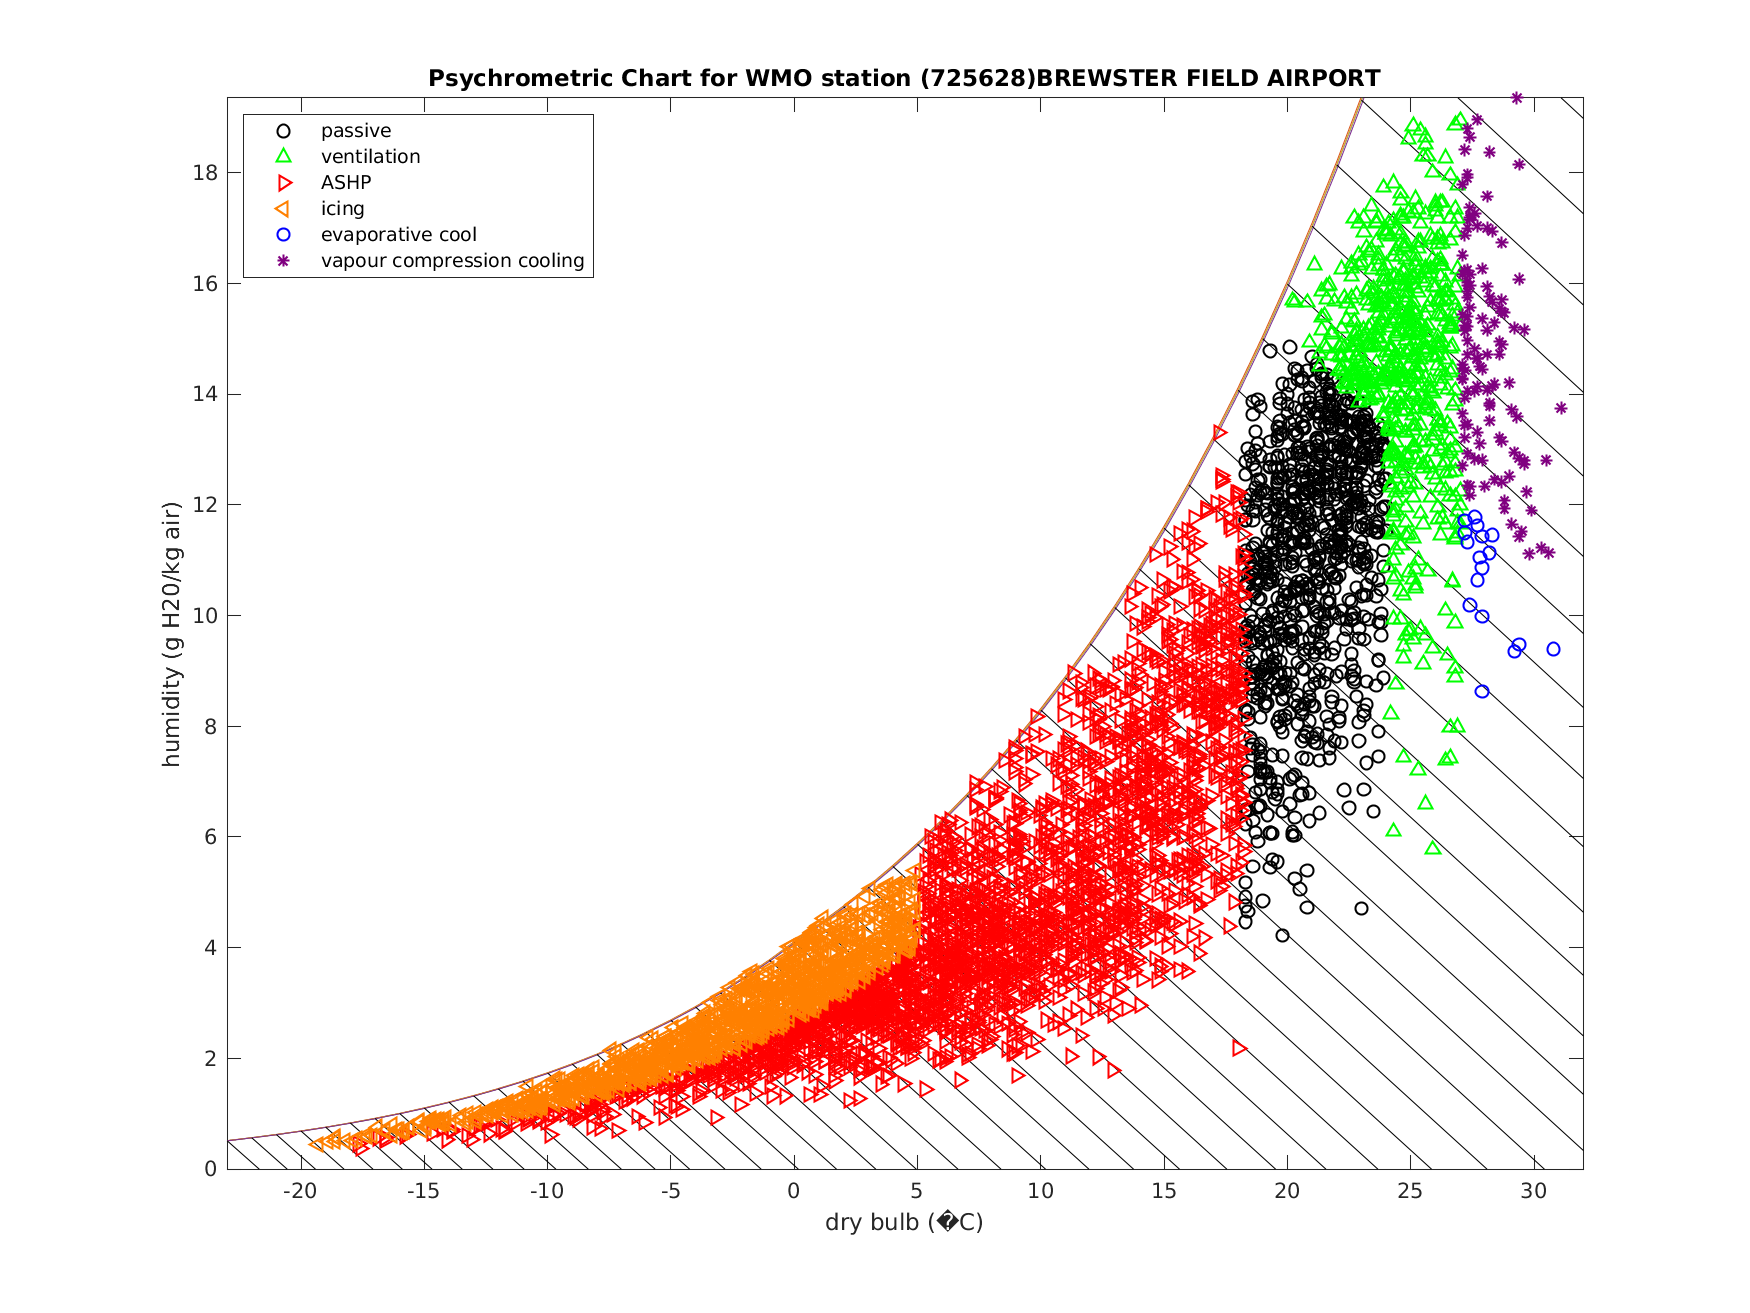 Psychrometric Chart for WMO station (725628)BREWSTER FIELD AIRPORT
passive
ventilation
ASHP
icing
evaporative cool
vapour compression cooling
humidity (g H20/kg air)
18
16
14
12
10
8
6
4
2
0
-20 -15 -10 -5 0 5 10 15 20 25 30
dry bulb (�C)